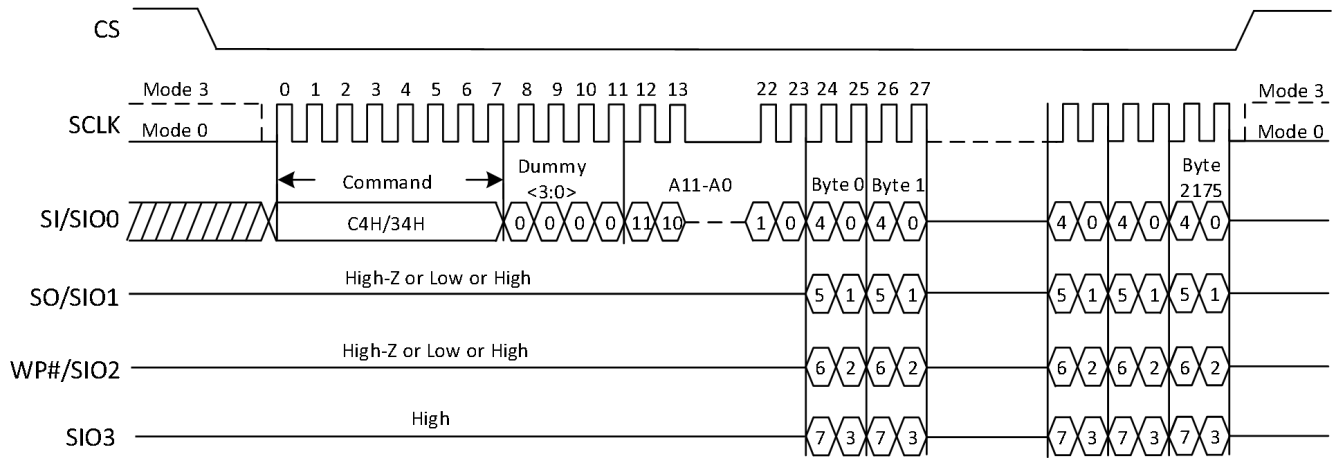 CS
Mode 3
0 1 2 3 4 5 6 7 8 9 10 11 12 13 22 23 24 25 26 27
Mode 3
SCLK
Mode 0
Mode 0
Command
Dummy
<3:0>
A11-A0
Byte 0
Byte 1
Byte
2175
SI/SIO0
C4H/34H
0 0 0 0 11 10 1 0 4 0 4 0 4 0 4 0 4 0
High-Z or Low or High
SO/SIO1
5 1 5 1 5 1 5 1 5 1
High-Z or Low or High
WP#/SIO2
6 2 6 2 6 2 6 2 6 2
High
SIO3
7 3 7 3 7 3 7 3 7 3